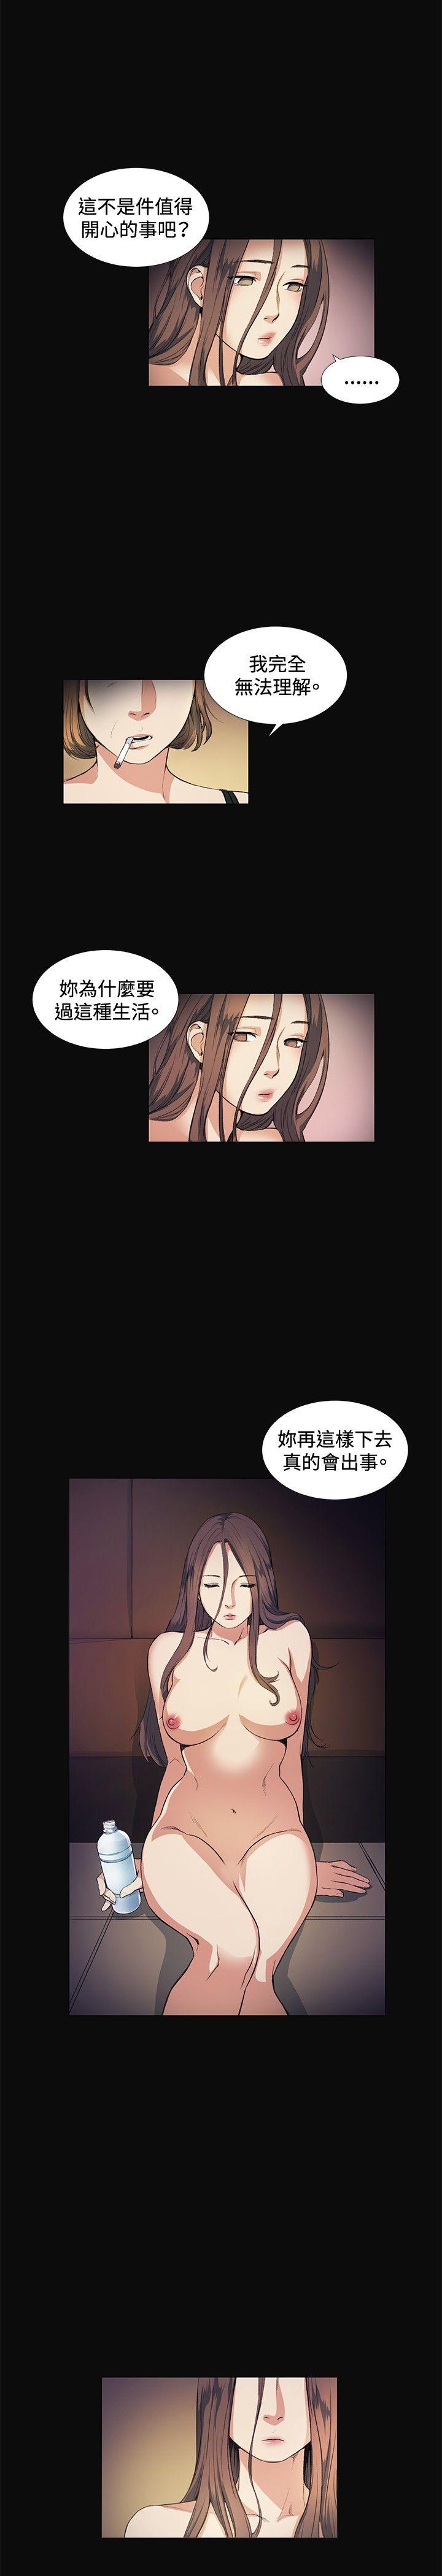 這不是件值得
開心的事吧？
……
我完全
無法理解。
妳為什麼要
過這種生活。
妳再這樣下去
真的會出事。